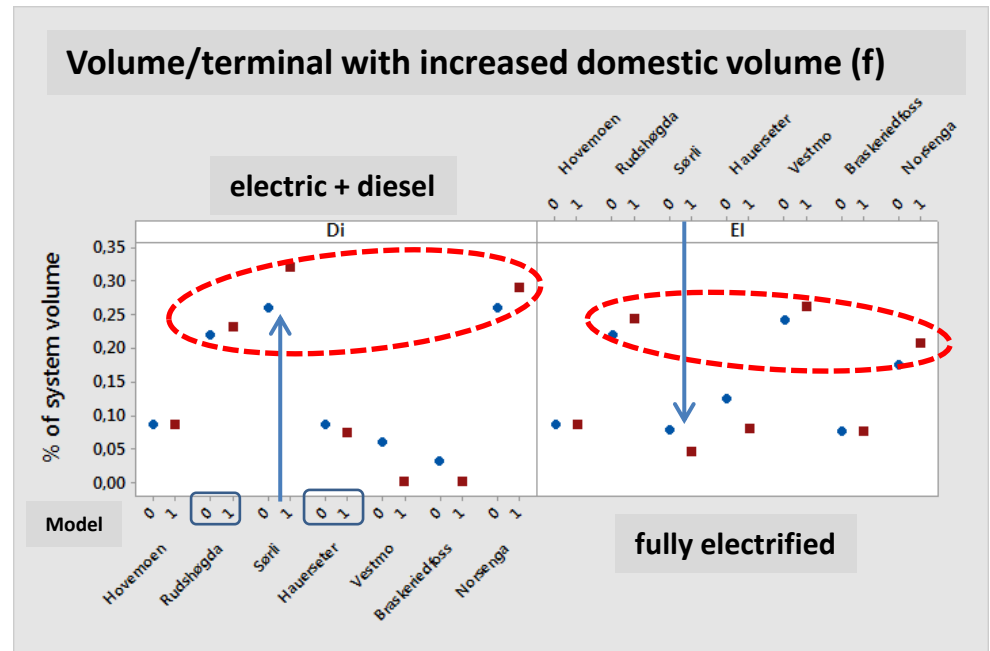 Volume/terminal with increased domestic volume (f)
electric + diesel
Hovemoen
Rudshøgda
Sørli
Hauerseter
Vestmo
Braskeriedfoss
Norsenga
0 1 0 1 0 1 0 1 0 1 0 1 0 1
Di
El
% of system volume
0,35
0,30
0,25
0,20
0,15
0,10
0,05
0,00
Model
0 1 0 1 0 1 0 1 0 1 0 1 0 1
Hovemoen
Rudshøgda
Sørli
Hauerseter
Vestmo
Braskeriedfoss
Norsenga
fully electrified